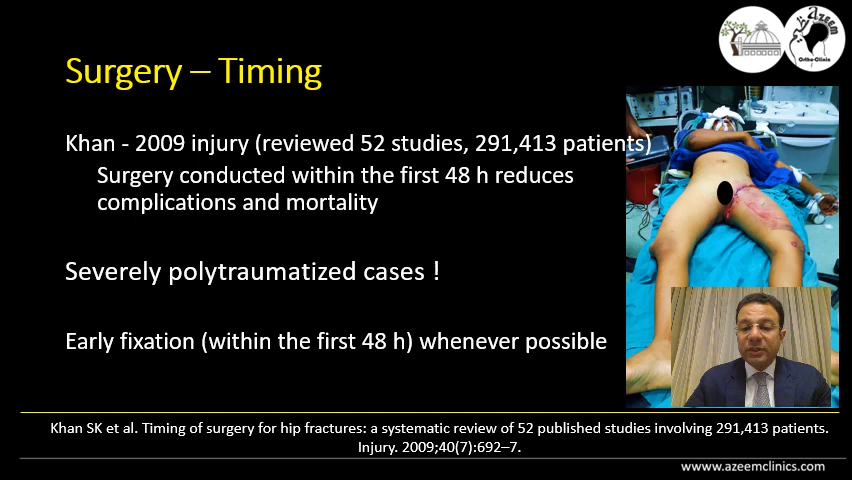 Azeem
Ortho-Clinic
Surgery – Timing
Khan - 2009 injury (reviewed 52 studies, 291,413 patients)
Surgery conducted within the first 48 h reduces
complications and mortality
Severely polytraumatized cases !
Early fixation (within the first 48 h) whenever possible
Khan SK et al. Timing of surgery for hip fractures: a systematic review of 52 published studies involving 291,413 patients.
Injury. 2009;40(7):692–7.
www.azeemclinics.com